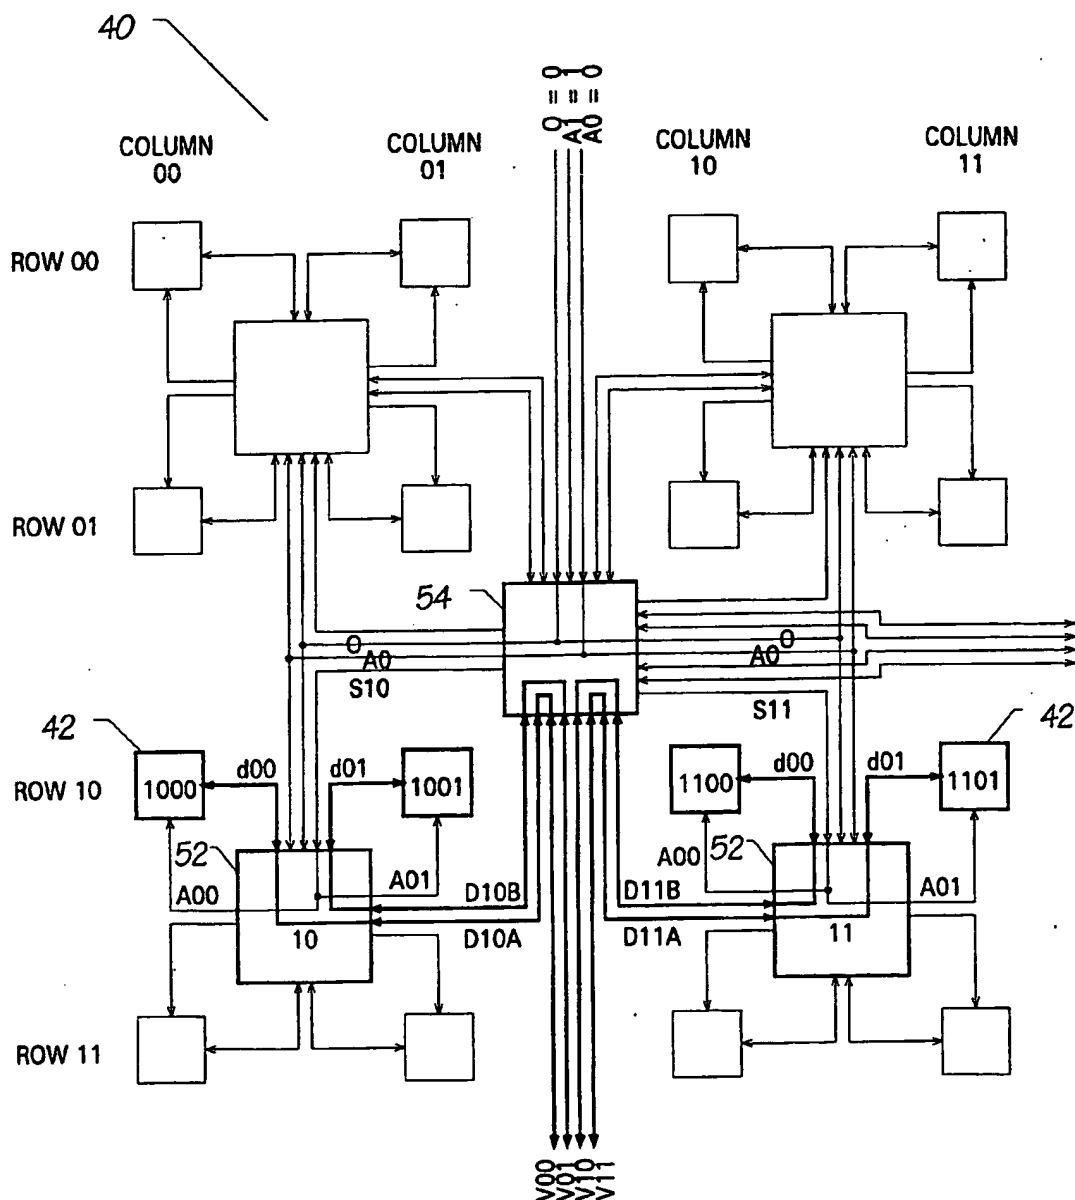 40
O = 0
A1 = 1
A0 = 0
COLUMN
00
COLUMN
01
COLUMN
10
COLUMN
11
ROW 00
ROW 01
54
O
A0
S10
A0
O
S11
42
42
ROW 10
1000
d00
d01
1001
1100
d00
d01
1101
52
A00
A01
D10B
D10A
10
A00
52
D11B
D11A
A01
11
ROW 11
V00
V01
V10
V11